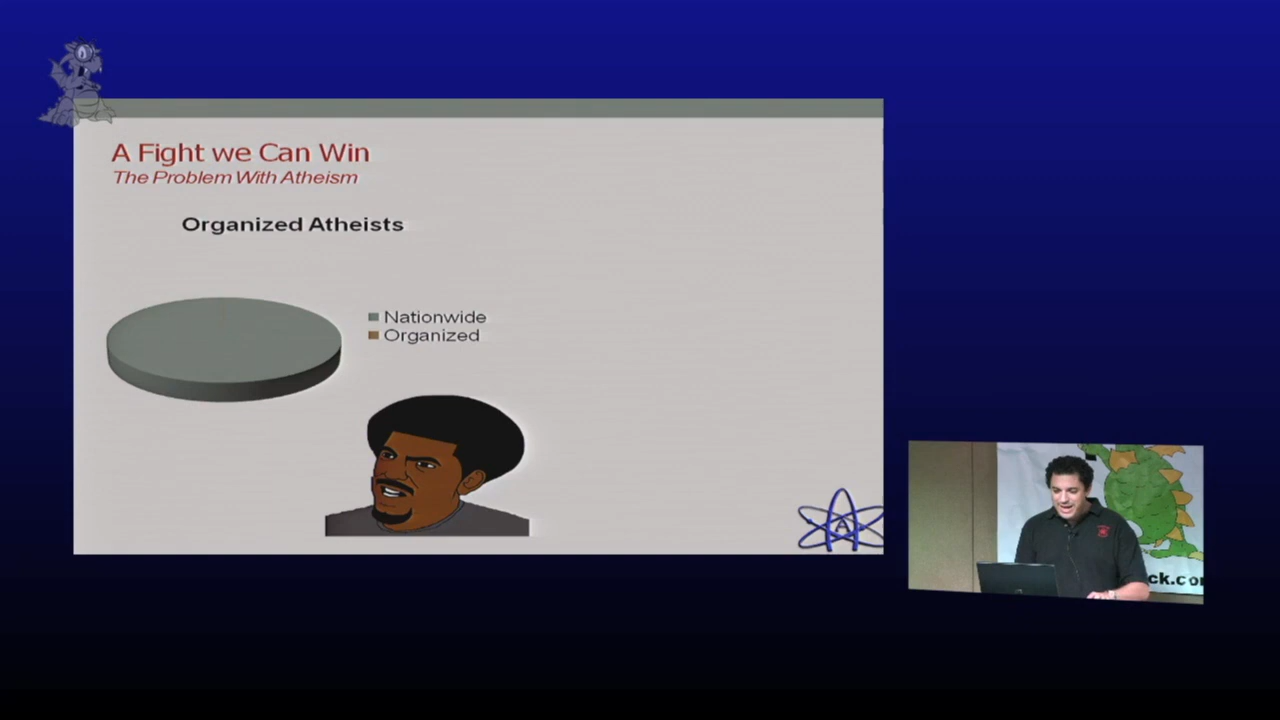 A Fight we Can Win
The Problem With Atheism
Organized Atheists
Nationwide
Organized
A
ck.co